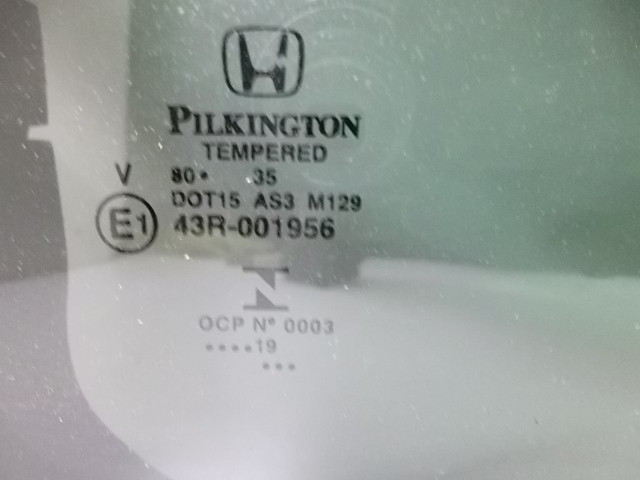 PILKINGTON
TEMPERED
V 80• 35
DOT15 AS3 M129
E1 43R-001956
N
OCP Nº 0003
••••19
•••